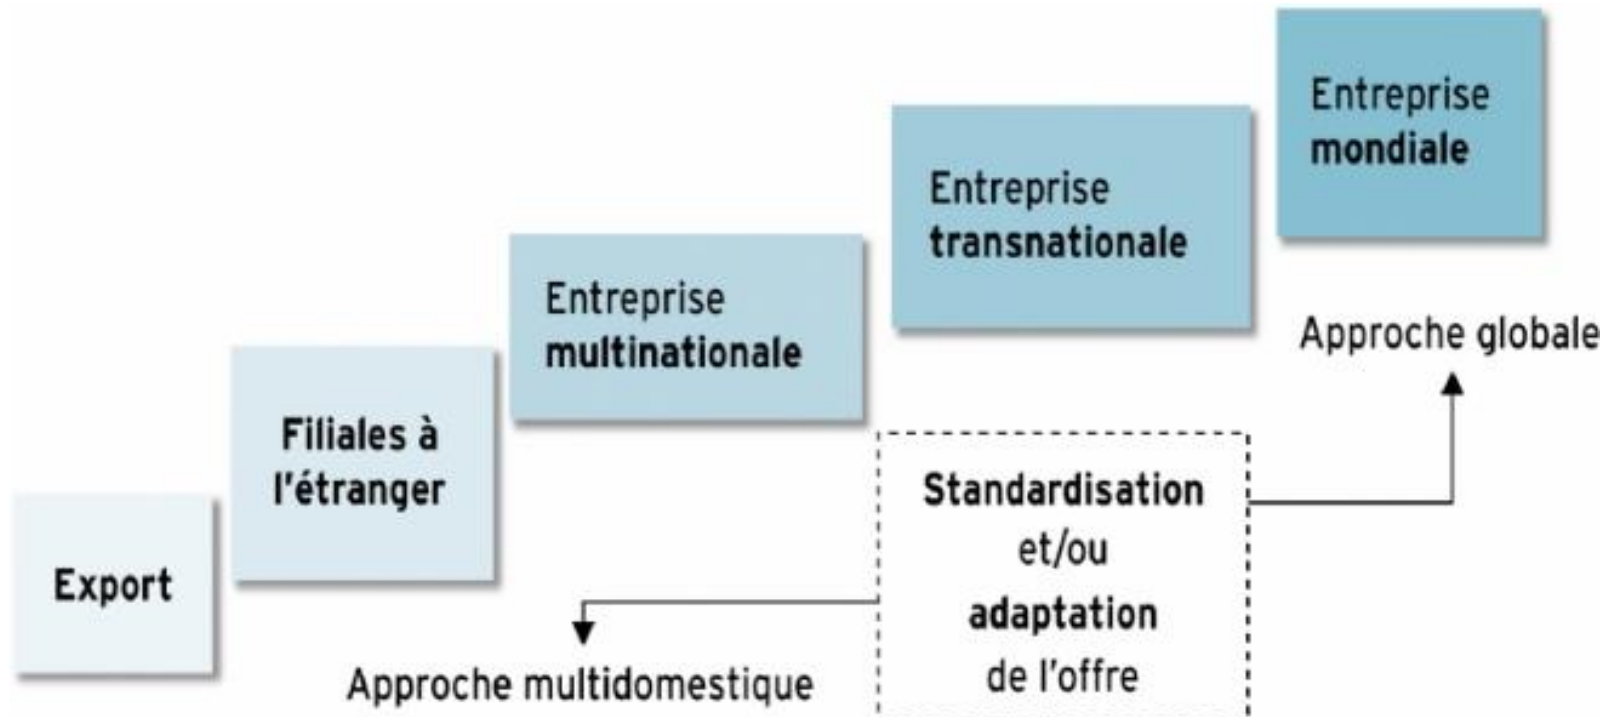 Export
Filiales à
l'étranger
Entreprise
multinationale
Entreprise
transnationale
Entreprise
mondiale
Approche globale
Standardisation
et/ou
adaptation
de l'offre
Approche multidomestique